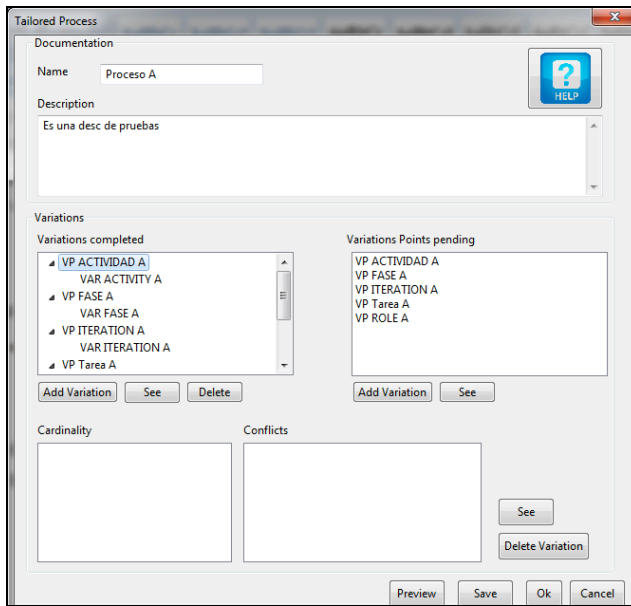 Tailored Process
Documentation
Name
Proceso A
HELP
Description
Es una desc de pruebas
Variations
Variations completed
VP ACTIVIDAD A
VAR ACTIVITY A
VP FASE A
VAR FASE A
VP ITERATION A
VAR ITERATION A
VP Tarea A
Add Variation
See
Delete
Variations Points pending
VP ACTIVIDAD A
VP FASE A
VP ITERATION A
VP Tarea A
VP ROLE A
Add Variation
See
Cardinality
Conflicts
See
Delete Variation
Preview
Save
Ok
Cancel